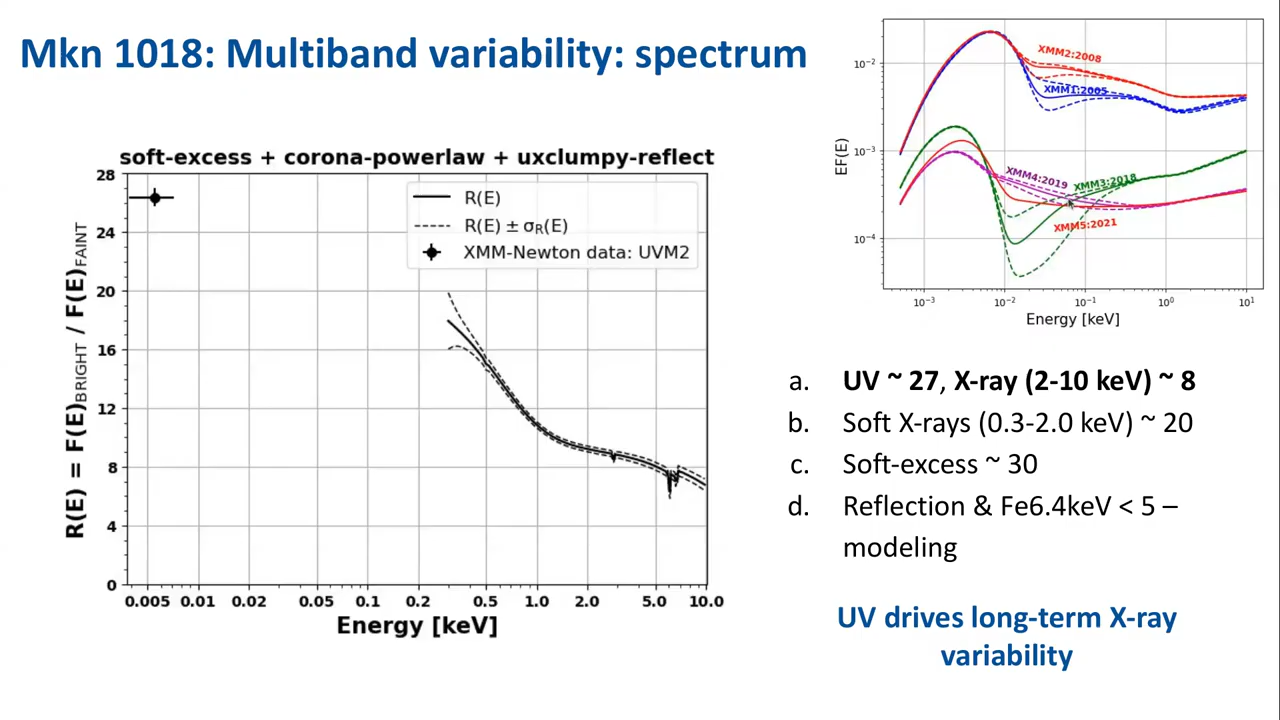 Mkn 1018: Multiband variability: spectrum
soft-excess + corona-powerlaw + uxclumpy-reflect
R(E) = F(E)BRIGHT / F(E)FAINT
28
24
20
16
12
8
4
0
R(E)
R(E) ± σR(E)
XMM-Newton data: UVM2
0.005 0.01 0.02 0.05 0.1 0.2 0.5 1.0 2.0 5.0 10.0
Energy [keV]
EF(E)
10⁻²
10⁻³
10⁻⁴
XMM2:2008
XMM1:2005
XMM4:2019
XMM3:2018
XMM5:2021
10⁻³ 10⁻² 10⁻¹ 10⁰ 10¹
Energy [keV]
a. UV ~ 27, X-ray (2-10 keV) ~ 8
b. Soft X-rays (0.3-2.0 keV) ~ 20
c. Soft-excess ~ 30
d. Reflection & Fe6.4keV < 5 –
modeling
UV drives long-term X-ray
variability